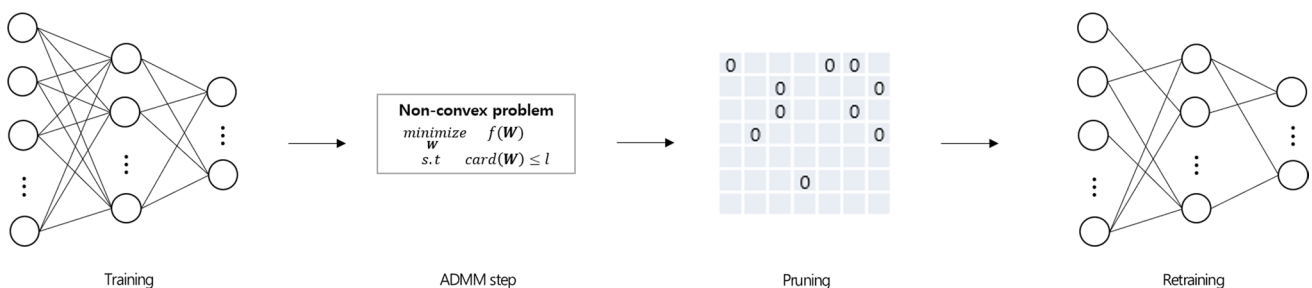 Non-convex problem
minimize f(W)
W
s.t card(W) ≤ l
0 0 0
0 0
0 0
0 0
0
Training
ADMM step
Pruning
Retraining